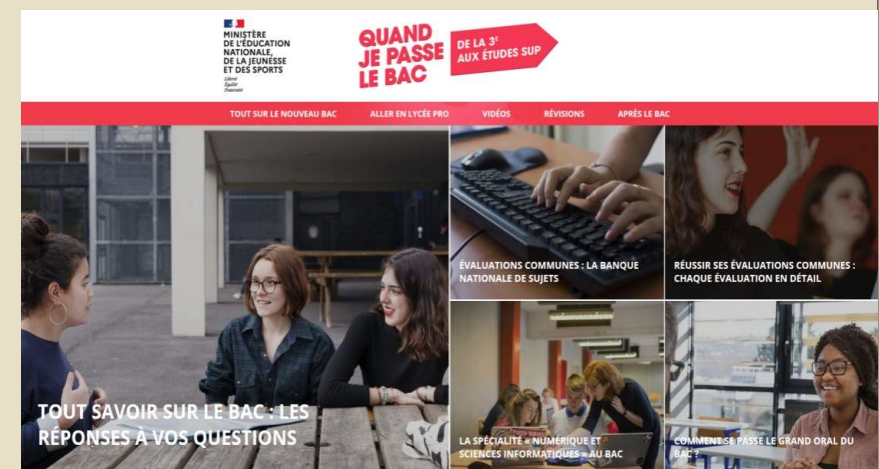 MINISTÈRE
DE L'ÉDUCATION
NATIONALE,
DE LA JEUNESSE
ET DES SPORTS
Liberté
Égalité
Fraternité
QUAND
JE PASSE
LE BAC
DE LA 3E
AUX ÉTUDES SUP
TOUT SUR LE NOUVEAU BAC ALLER EN LYCÉE PRO VIDÉOS RÉVISIONS APRÈS LE BAC
TOUT SAVOIR SUR LE BAC : LES
RÉPONSES À VOS QUESTIONS
ÉVALUATIONS COMMUNES : LA BANQUE
NATIONALE DE SUJETS
RÉUSSIR SES ÉVALUATIONS COMMUNES :
CHAQUE ÉVALUATION EN DÉTAIL
LA SPÉCIALITÉ « NUMÉRIQUE ET
SCIENCES INFORMATIQUES » AU BAC
COMMENT SE PASSE LE GRAND ORAL DU
BAC ?